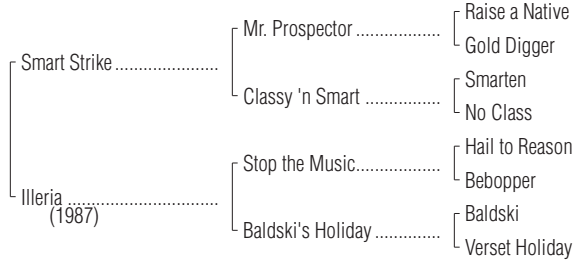 Raise a Native
Mr. Prospector ..................
Gold Digger
Smart Strike ......................
Smarten
Classy 'n Smart ................
No Class
Hail to Reason
Stop the Music..................
Bebopper
Illeria ................................
(1987)
Baldski
Baldski's Holiday ..............
Verset Holiday